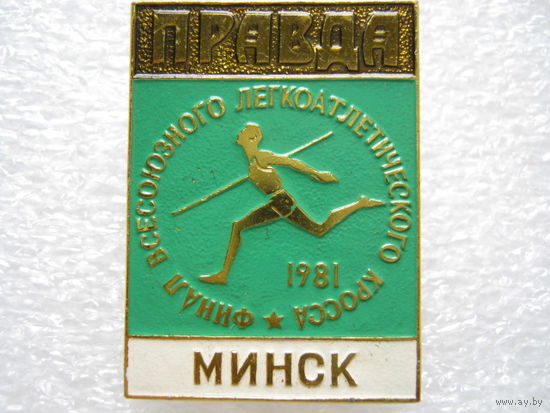 ПРАВДА
ФИНАЛ ВСЕСОЮЗНОГО ЛЕГКОАТЛЕТИЧЕСКОГО КРОССА
1981
МИНСК
www.ay.by